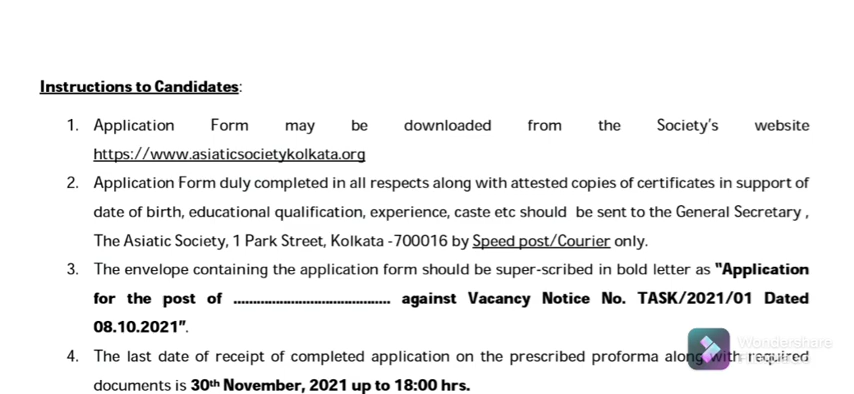 Instructions to Candidates:
1. Application Form may be downloaded from the Society's website
https://www.asiaticsocietykolkata.org
2. Application Form duly completed in all respects along with attested copies of certificates in support of
date of birth, educational qualification, experience, caste etc should be sent to the General Secretary ,
The Asiatic Society, 1 Park Street, Kolkata -700016 by Speed post/Courier only.
3. The envelope containing the application form should be super-scribed in bold letter as "Application
for the post of ......................................... against Vacancy Notice No. TASK/2021/01 Dated
08.10.2021".
4. The last date of receipt of completed application on the prescribed proforma along with required
documents is 30th November, 2021 up to 18:00 hrs.
Wondershare